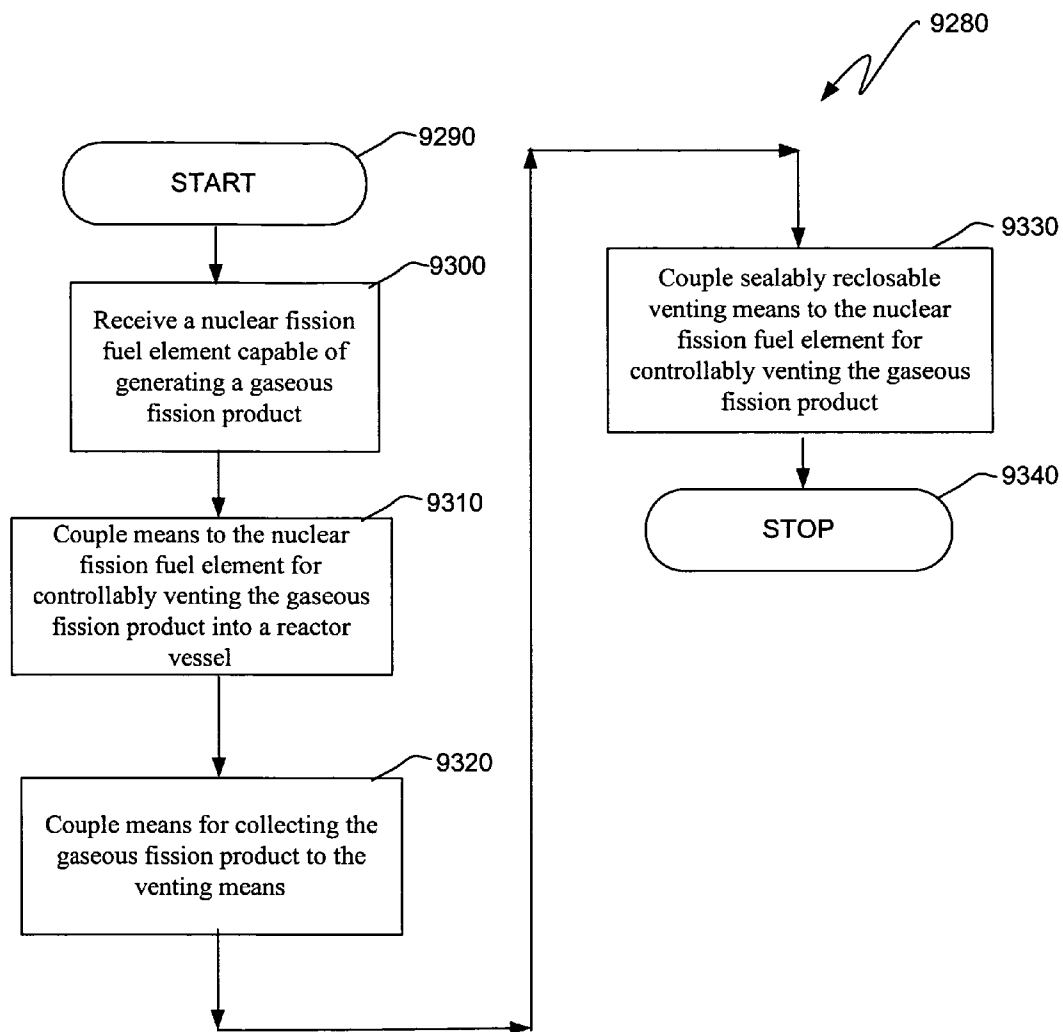 9280
9290
START
9300
Receive a nuclear fission
fuel element capable of
generating a gaseous
fission product
9310
Couple means to the nuclear
fission fuel element for
controllably venting the gaseous
fission product into a reactor
vessel
9320
Couple means for collecting the
gaseous fission product to the
venting means
9330
Couple sealably reclosable
venting means to the nuclear
fission fuel element for
controllably venting the gaseous
fission product
9340
STOP